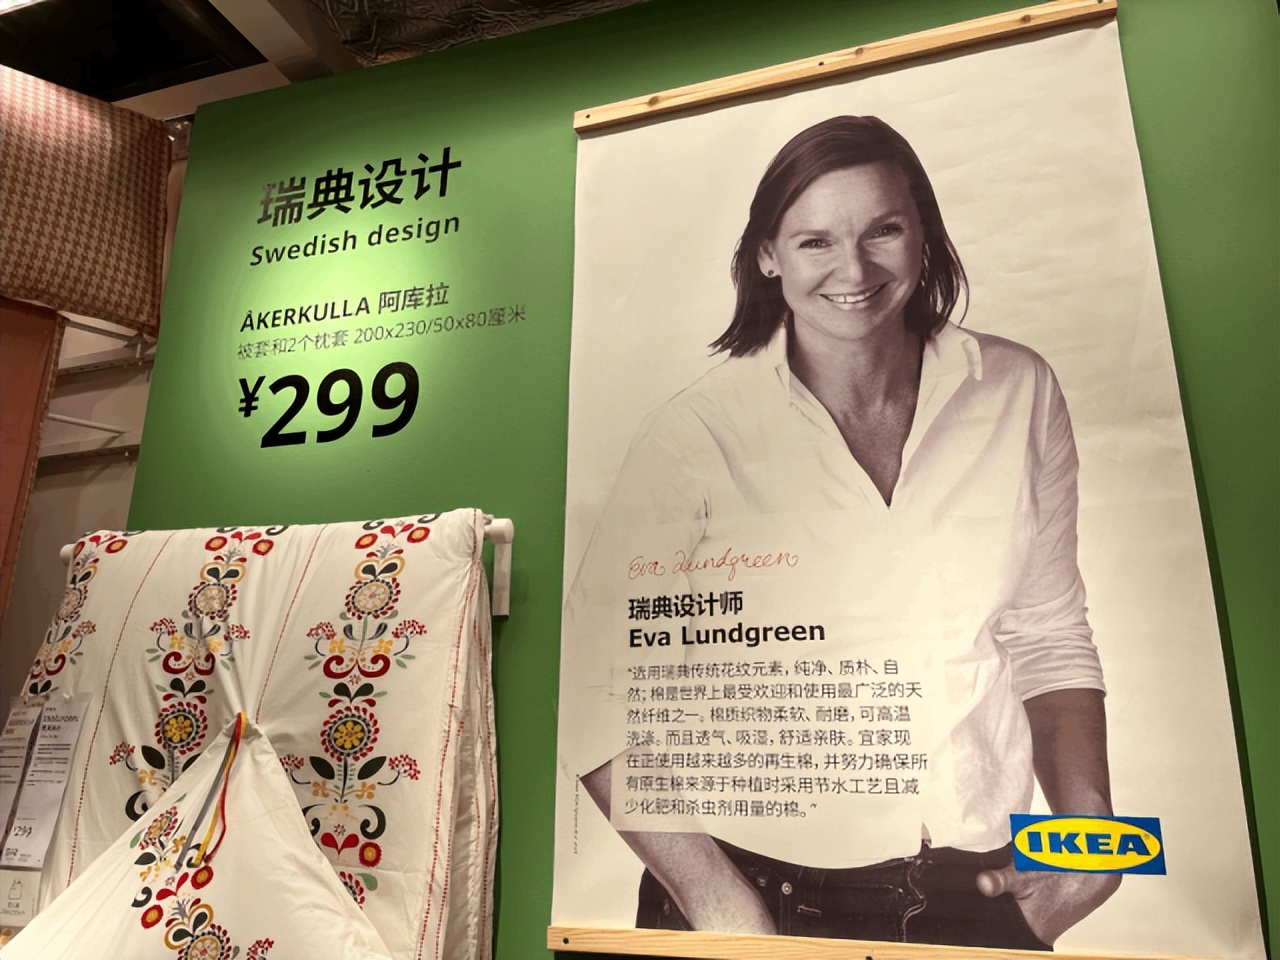 瑞典设计
Swedish design
ÅKERKULLA 阿库拉
被套和2个枕套 200x230/50x80厘米
¥299
Eva Lundgreen
瑞典设计师
Eva Lundgreen
“选用瑞典传统花纹元素，纯净、质朴、自
然；棉是世界上最受欢迎和使用最广泛的天
然纤维之一。棉质织物柔软、耐磨，可高温
洗涤。而且透气、吸湿，舒适亲肤。宜家现
在正使用越来越多的再生棉，并努力确保所
有原生棉来源于种植时采用节水工艺且减
少化肥和杀虫剂用量的棉。”
IKEA